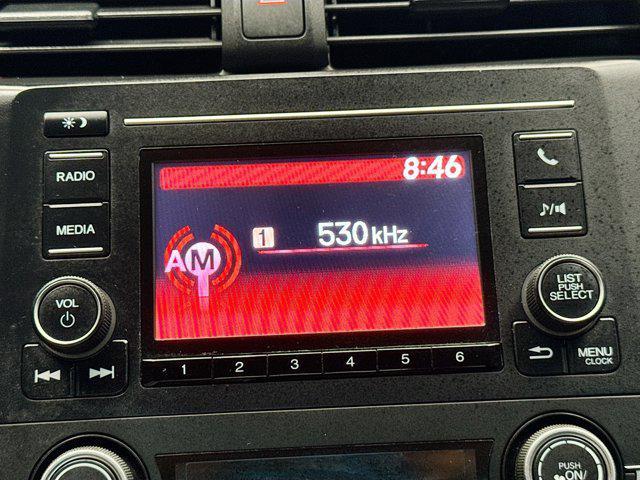 8:46
RADIO
MEDIA
1 530 kHz
AM
VOL
LIST
PUSH
SELECT
1 2 3 4 5 6
MENU
CLOCK
PUSH
ON/